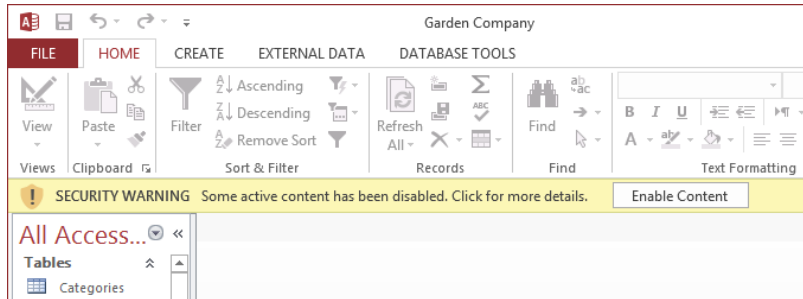 Garden Company
FILE HOME CREATE EXTERNAL DATA DATABASE TOOLS
View Paste Filter Ascending Descending Remove Sort Refresh All Find
Views Clipboard Sort & Filter Records Find Text Formatting
SECURITY WARNING Some active content has been disabled. Click for more details. Enable Content
All Access...
Tables
Categories